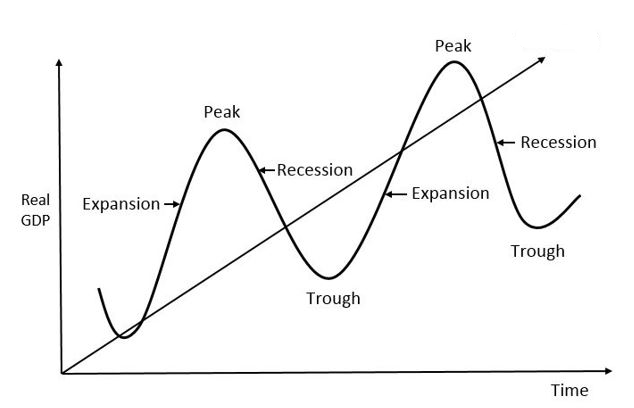 Peak
Peak
Recession
Recession
Expansion
Expansion
Real
GDP
Trough
Trough
Time